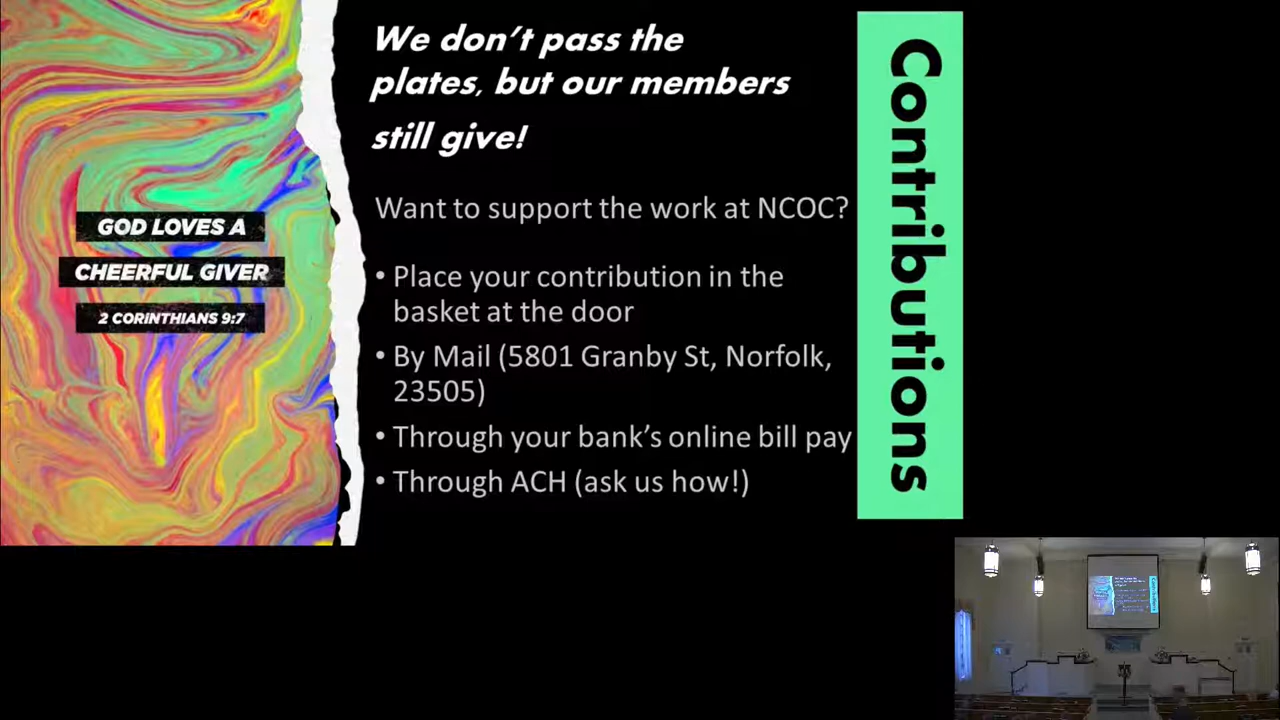 GOD LOVES A
CHEERFUL GIVER
2 CORINTHIANS 9:7
We don't pass the
plates, but our members
still give!
Want to support the work at NCOC?
• Place your contribution in the
basket at the door
• By Mail (5801 Granby St, Norfolk,
23505)
• Through your bank's online bill pay
• Through ACH (ask us how!)
Contributions